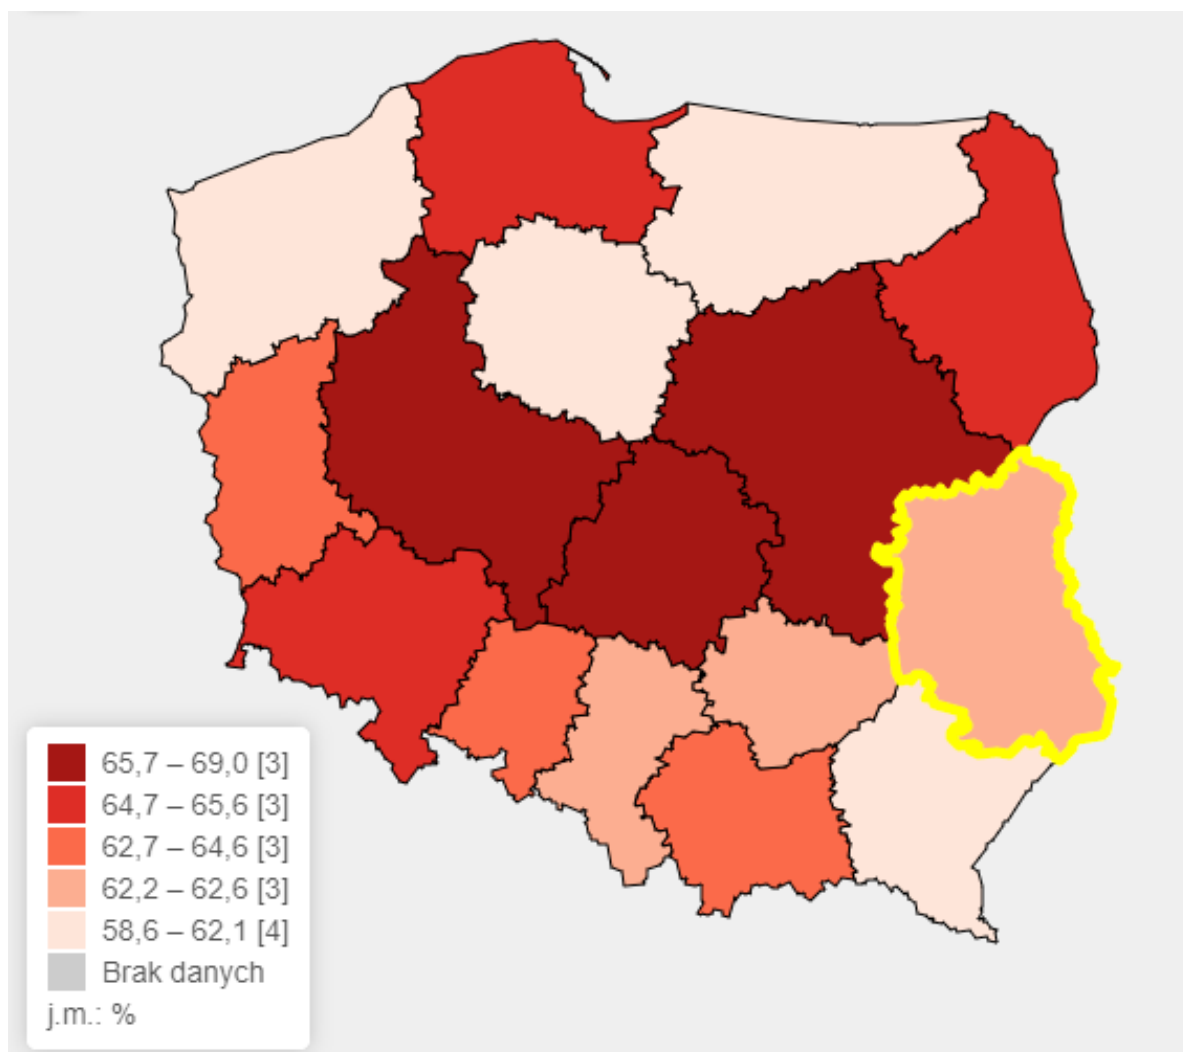 65,7 – 69,0 [3]
64,7 – 65,6 [3]
62,7 – 64,6 [3]
62,2 – 62,6 [3]
58,6 – 62,1 [4]
Brak danych
j.m.: %